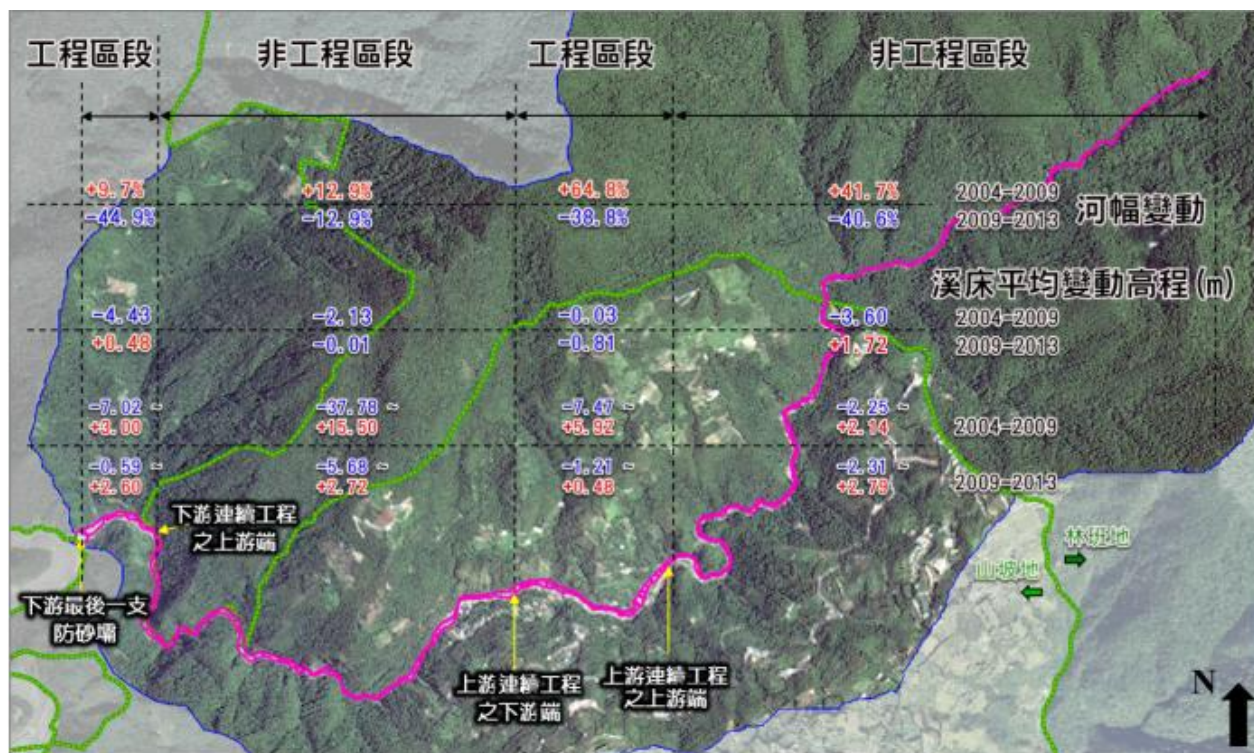 工程區段 非工程區段 工程區段 非工程區段
+9.7% +12.9% +64.8% +41.7% 2004-2009
-44.9% -12.9% -38.8% -40.6% 2009-2013
河幅變動
溪床平均變動高程(m)
-4.43 -2.13 -0.03 -3.60 2004-2009
+0.48 -0.01 -0.81 +1.72 2009-2013
-7.02 ~ -37.78 ~ -7.47 ~ -2.25 ~
+3.00 +15.50 +5.92 +2.14 2004-2009
-0.59 ~ -5.68 ~ -1.21 ~ -2.31 ~
+2.60 +2.72 +0.48 +2.79 2009-2013
下游連續工程
之上游端
林班地
山坡地
下游最後一支
防砂壩
上游連續工程
之下游端
上游連續工程
之上游端
N